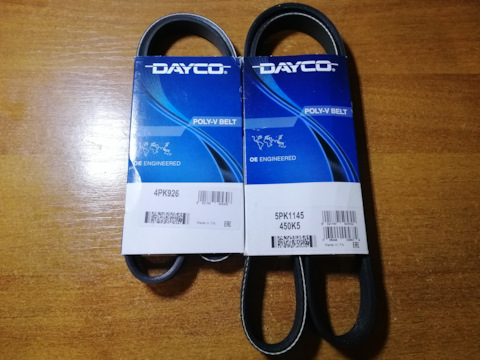 DAYCO
POLY-V BELT
OE ENGINEERED
4PK926
DAYCO
POLY-V BELT
OE ENGINEERED
5PK1145
450K5